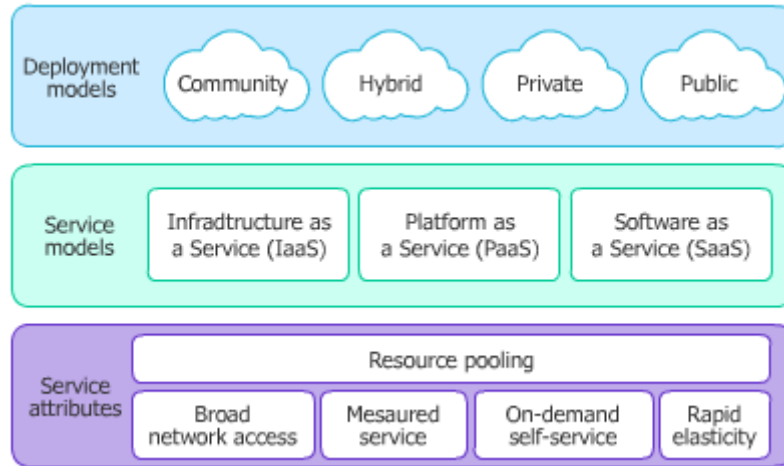 Deployment
models
Community
Hybrid
Private
Public
Service
models
Infradtructure as
a Service (IaaS)
Platform as
a Service (PaaS)
Software as
a Service (SaaS)
Service
attributes
Resource pooling
Broad
network access
Mesaured
service
On-demand
self-service
Rapid
elasticity